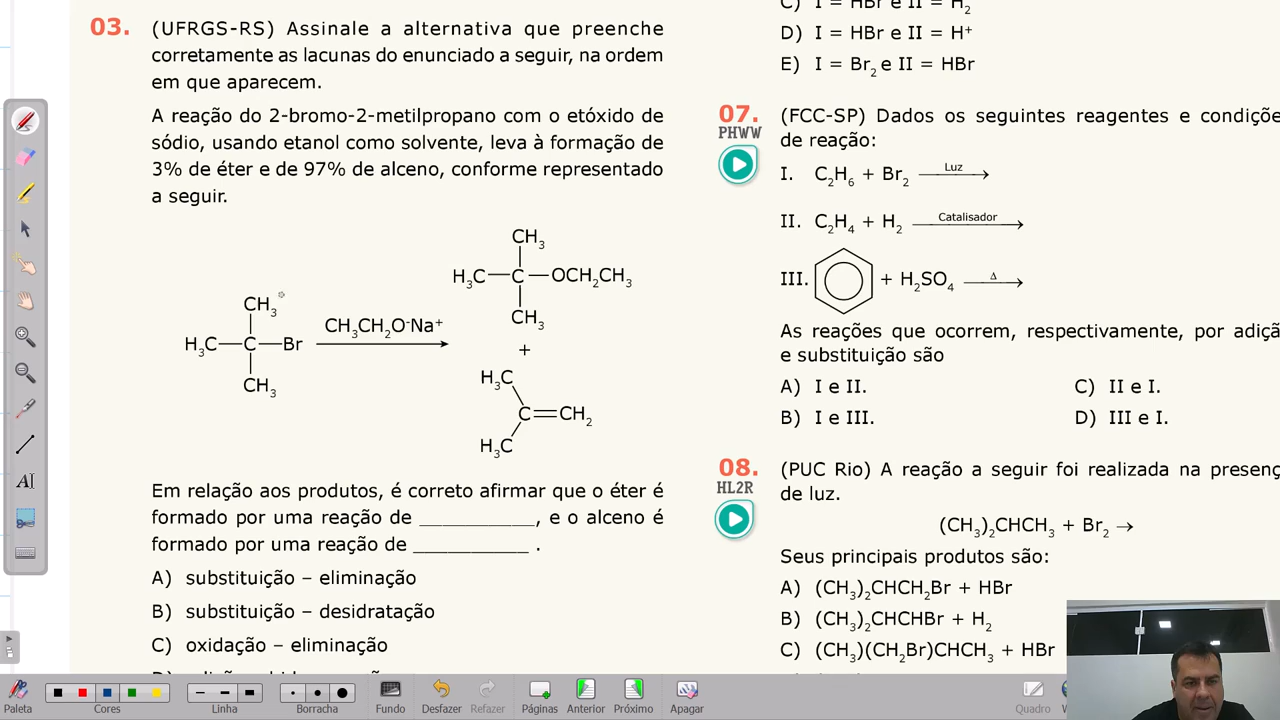 03. (UFRGS-RS) Assinale a alternativa que preenche
corretamente as lacunas do enunciado a seguir, na ordem
em que aparecem.
A reação do 2-bromo-2-metilpropano com o etóxido de
sódio, usando etanol como solvente, leva à formação de
3% de éter e de 97% de alceno, conforme representado
a seguir.
CH₃
H₃C—C—OCH₂CH₃
CH₃
CH₃
CH₃CH₂O⁻Na⁺
H₃C—C—Br
CH₃
+
H₃C
C=CH₂
H₃C
Em relação aos produtos, é correto afirmar que o éter é
formado por uma reação de __________, e o alceno é
formado por uma reação de __________ .
A) substituição – eliminação
B) substituição – desidratação
C) oxidação – eliminação
C) I = HBr e II = H₂
D) I = HBr e II = H⁺
E) I = Br₂ e II = HBr
07. (FCC-SP) Dados os seguintes reagentes e
PHWW
de reação:
I. C₂H₆ + Br₂ Luz →
II. C₂H₄ + H₂ Catalisador →
III. + H₂SO₄ Δ →
As reações que ocorrem, respectivamente, por
e substituição são
A) I e II.
C) II e I.
B) I e III.
D) III e I.
08. (PUC Rio) A reação a seguir foi realizada na
HL2R
de luz.
(CH₃)₂CHCH₃ + Br₂ →
Seus principais produtos são:
A) (CH₃)₂CHCH₂Br + HBr
B) (CH₃)₂CHCHBr + H₂
C) (CH₃)(CH₂Br)CHCH₃ + HBr
A
Paleta
Cores
Linha
Borracha
Fundo
Desfazer
Refazer
Páginas
Anterior
Próximo
Apagar
Quadro